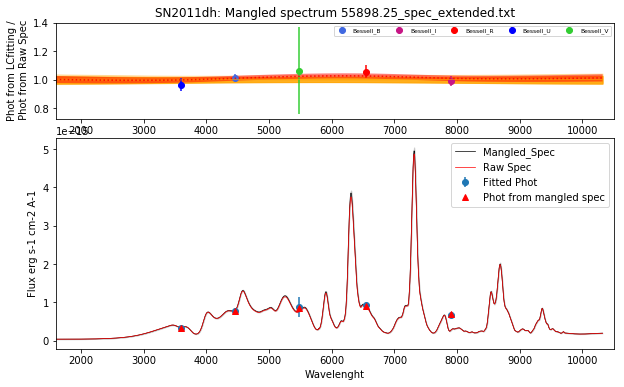 SN2011dh: Mangled spectrum 55898.25_spec_extended.txt
Phot from LCfitting /
Phot from Raw Spec
1.4
1.2
1.0
0.8
Bessell_B
Bessell_I
Bessell_R
Bessell_U
Bessell_V
2000 3000 4000 5000 6000 7000 8000 9000 10000
Flux erg s-1 cm-2 A-1
5
4
3
2
1
0
Mangled_Spec
Raw Spec
Fitted Phot
Phot from mangled spec
2000 3000 4000 5000 6000 7000 8000 9000 10000
Wavelenght